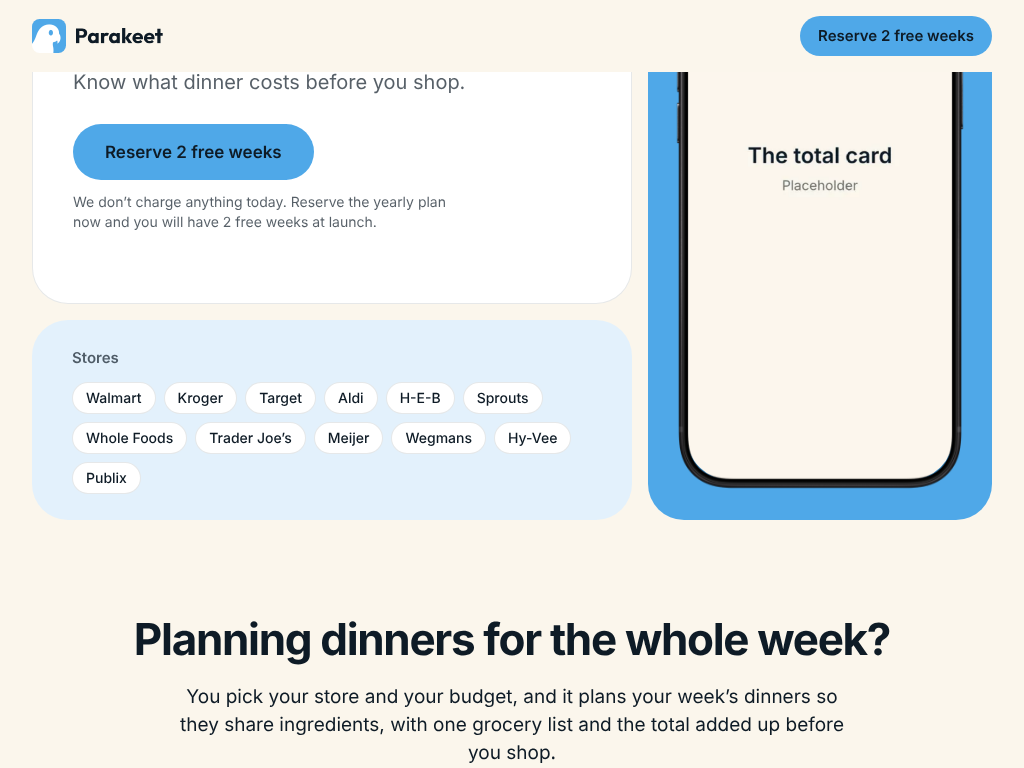 Parakeet
Reserve 2 free weeks
Know what dinner costs before you shop.
Reserve 2 free weeks
We don’t charge anything today. Reserve the yearly plan
now and you will have 2 free weeks at launch.
The total card
Placeholder
Stores
Walmart Kroger Target Aldi H-E-B Sprouts
Whole Foods Trader Joe’s Meijer Wegmans Hy-Vee
Publix
Planning dinners for the whole week?
You pick your store and your budget, and it plans your week’s dinners so
they share ingredients, with one grocery list and the total added up before
you shop.